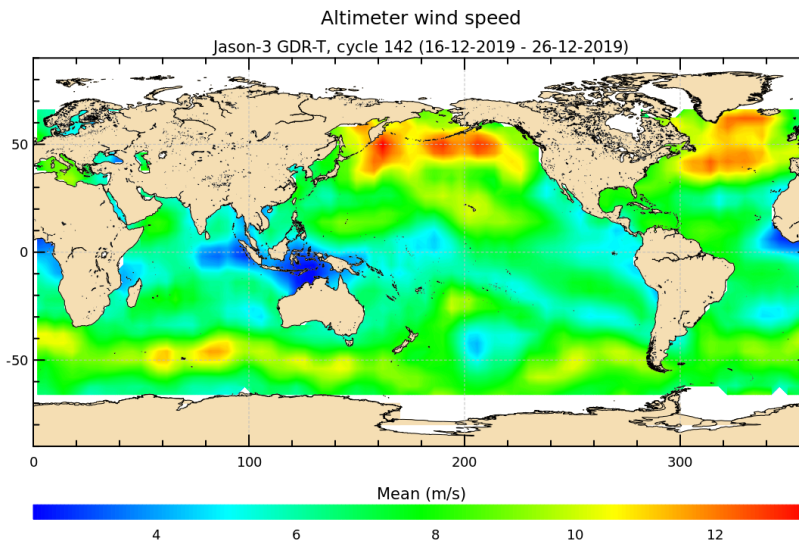 Altimeter wind speed
Jason-3 GDR-T, cycle 142 (16-12-2019 - 26-12-2019)
50
0
-50
0 100 200 300
Mean (m/s)
4 6 8 10 12